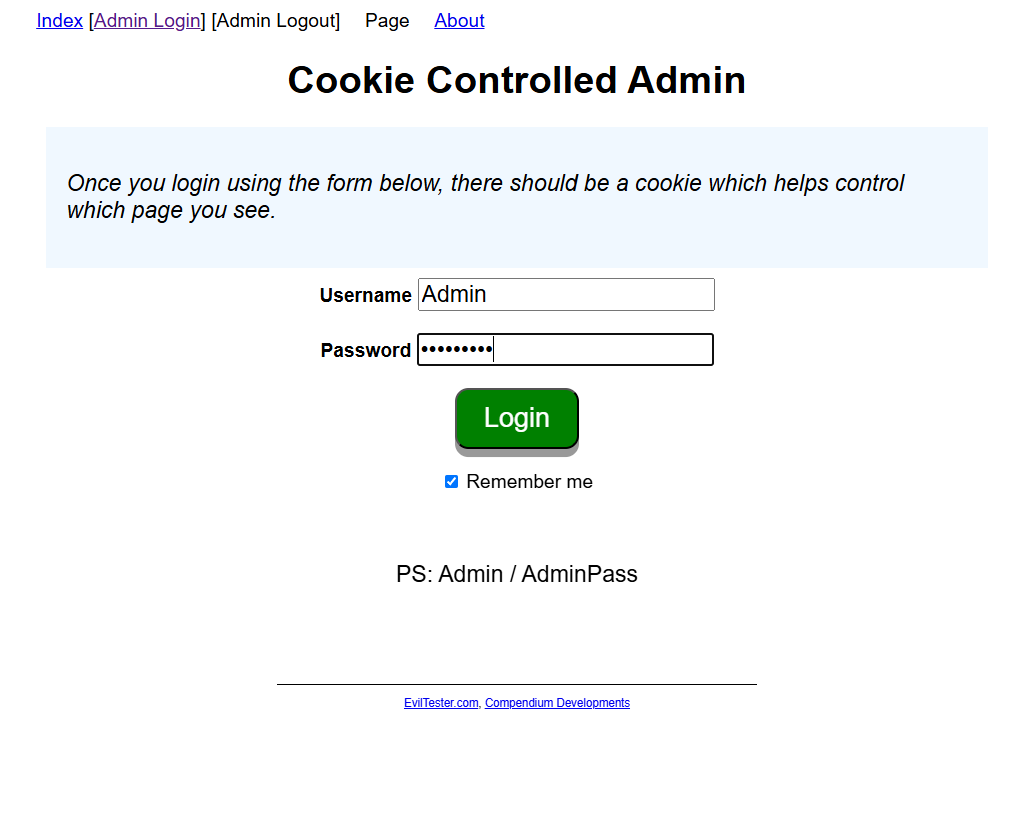 Index [Admin Login] [Admin Logout] Page About
Cookie Controlled Admin
Once you login using the form below, there should be a cookie which helps control
which page you see.
Username Admin
Password •••••••••
Login
Remember me
PS: Admin / AdminPass
EvilTester.com, Compendium Developments